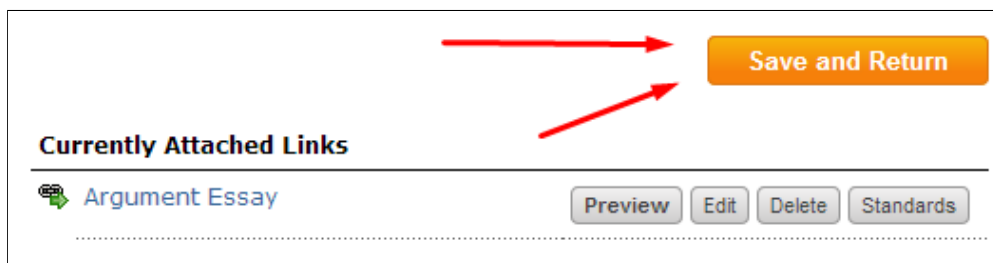 Save and Return
Currently Attached Links
Argument Essay Preview Edit Delete Standards